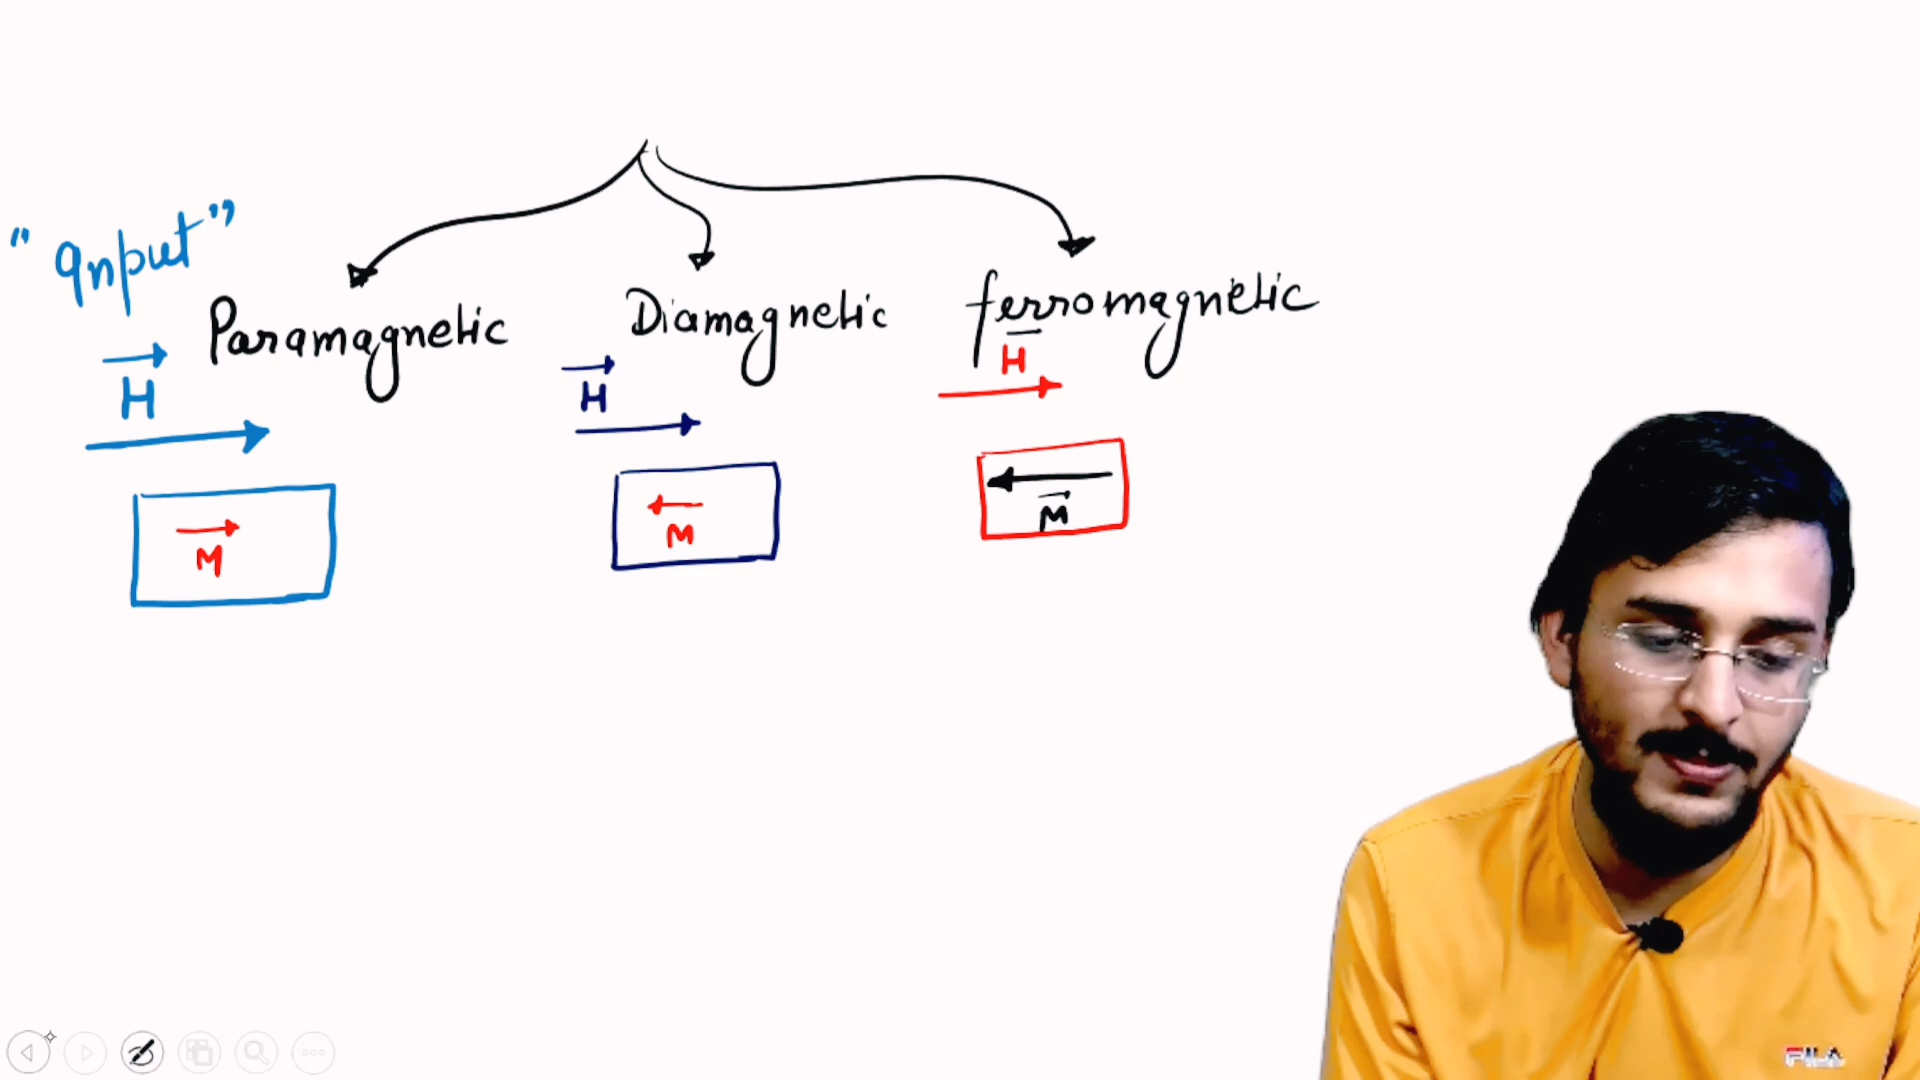 "Input"
Paramagnetic Diamagnetic ferromagnetic
H H H
M M M
FILA